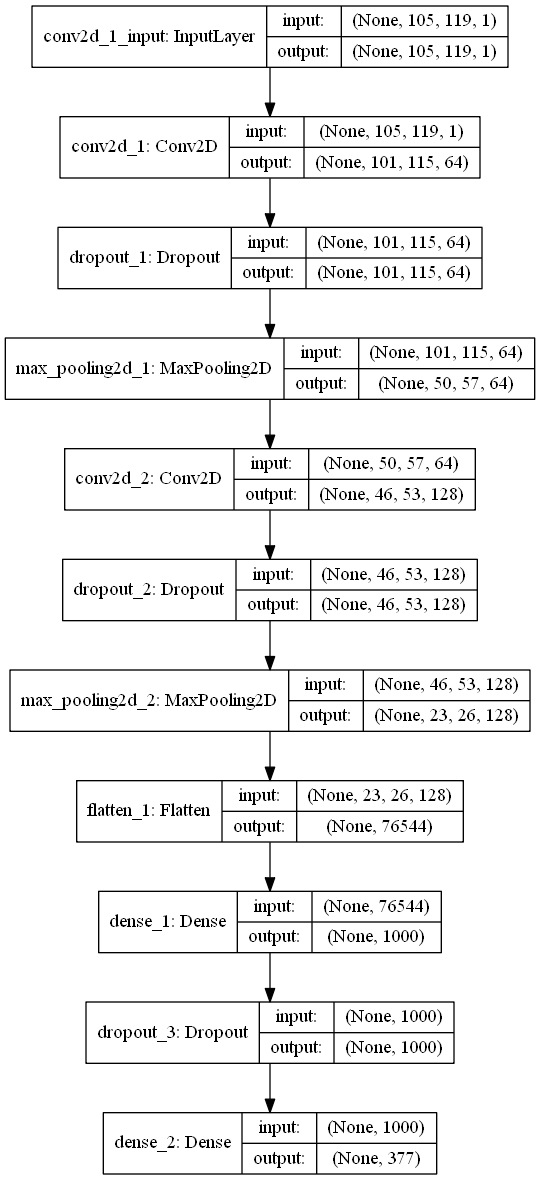 conv2d_1_input: InputLayer input: (None, 105, 119, 1)
output: (None, 105, 119, 1)
conv2d_1: Conv2D input: (None, 105, 119, 1)
output: (None, 101, 115, 64)
dropout_1: Dropout input: (None, 101, 115, 64)
output: (None, 101, 115, 64)
max_pooling2d_1: MaxPooling2D input: (None, 101, 115, 64)
output: (None, 50, 57, 64)
conv2d_2: Conv2D input: (None, 50, 57, 64)
output: (None, 46, 53, 128)
dropout_2: Dropout input: (None, 46, 53, 128)
output: (None, 46, 53, 128)
max_pooling2d_2: MaxPooling2D input: (None, 46, 53, 128)
output: (None, 23, 26, 128)
flatten_1: Flatten input: (None, 23, 26, 128)
output: (None, 76544)
dense_1: Dense input: (None, 76544)
output: (None, 1000)
dropout_3: Dropout input: (None, 1000)
output: (None, 1000)
dense_2: Dense input: (None, 1000)
output: (None, 377)